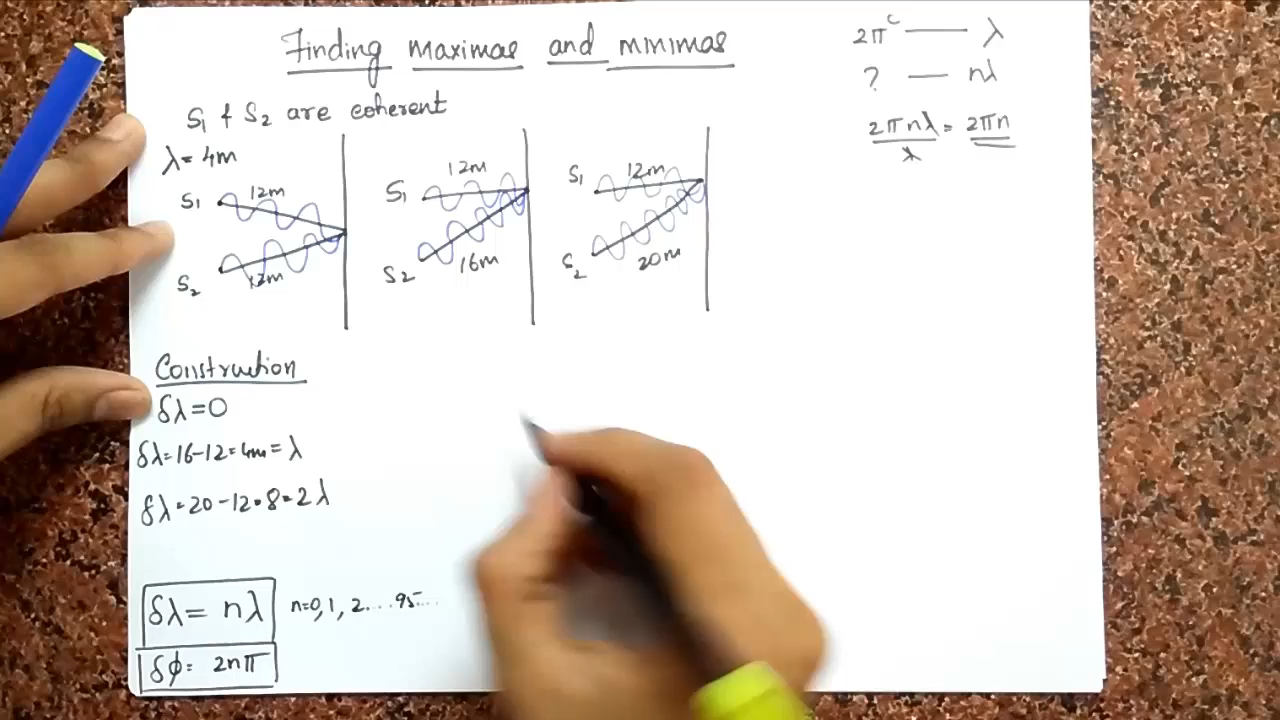 Finding maximas and minimas
S₁ & S₂ are coherent
λ = 4m
S₁ 12m
S₂ 12m
S₁ 12m
S₂ 16m
S₁ 12m
S₂ 20m
Construction
δλ = 0
δλ = 16-12 = 4m = λ
δλ = 20-12 = 8 = 2λ
δλ = nλ n=0, 1, 2....95...
δϕ = 2nπ
2πᶜ — λ
? — nλ
2πnλ/λ = 2πn